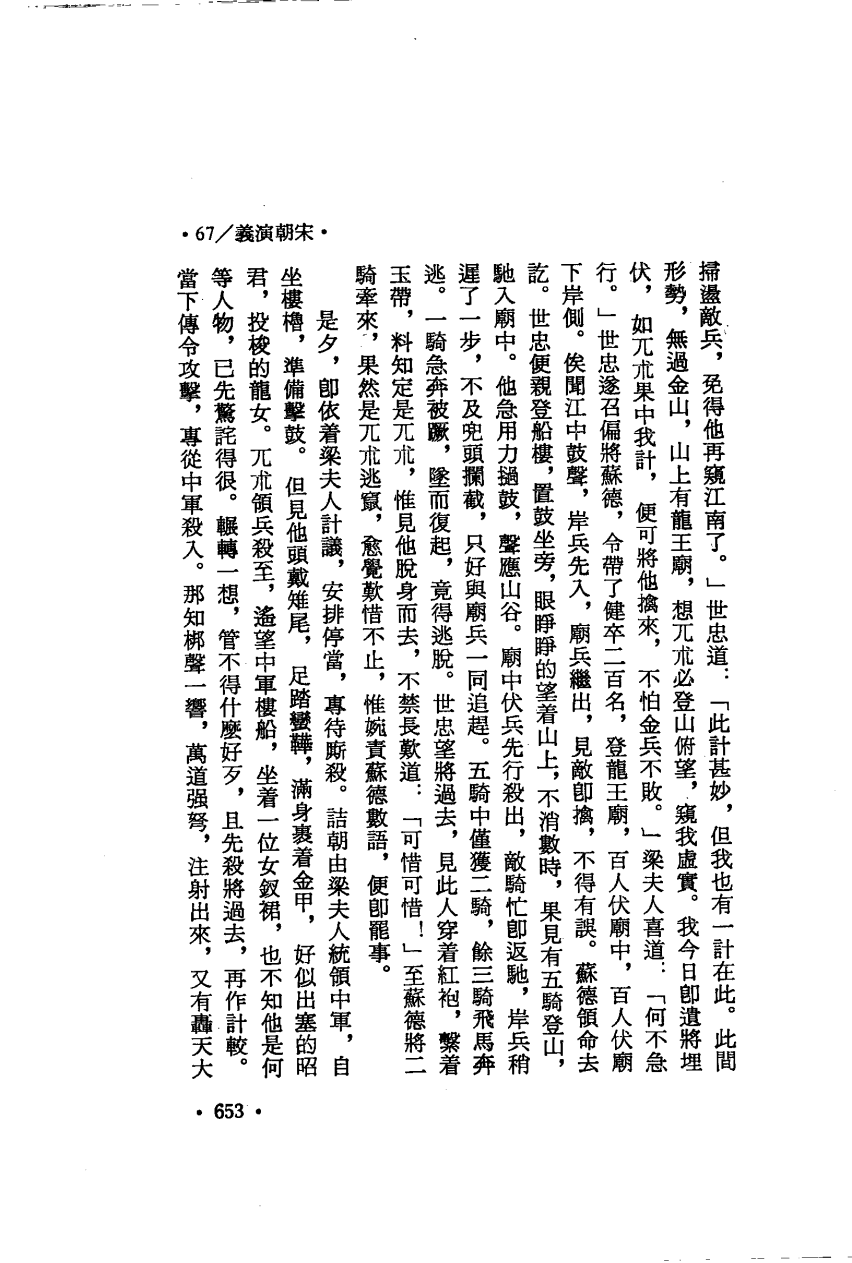 •67/義演朝宋•
掃盪敵兵，免得他再窺江南了。」世忠道：「此計甚妙，但我也有一計在此。此間
形勢，無過金山，山上有龍王廟，想兀朮必登山俯望，窺我虛實。我今日卽遣將埋
伏，如兀朮果中我計，便可將他擒來，不怕金兵不敗。」梁夫人喜道：「何不急
行。」世忠遂召偏將蘇德，令帶了健卒二百名，登龍王廟，百人伏廟中，百人伏廟
下岸側。俟聞江中鼓聲，岸兵先入，廟兵繼出，見敵卽擒，不得有誤。蘇德領命去
訖。世忠便親登船樓，置鼓坐旁，眼睜睜的望着山上，不消數時，果見有五騎登山，
馳入廟中。他急用力撾鼓，聲應山谷。廟中伏兵先行殺出，敵騎忙卽返馳，岸兵稍
遲了一步，不及兜頭攔截，只好與廟兵一同追趕。五騎中僅獲二騎，餘三騎飛馬奔
逃。一騎急奔被蹶，墜而復起，竟得逃脫。世忠望將過去，見此人穿着紅袍，繫着
玉帶，料知定是兀朮，惟見他脫身而去，不禁長歎道：「可惜可惜！」至蘇德將二
騎牽來，果然是兀朮逃竄，愈覺歎惜不止，惟婉責蘇德數語，便卽罷事。
是夕，卽依着梁夫人計議，安排停當，專待廝殺。詰朝由梁夫人統領中軍，自
坐樓櫓，準備擊鼓。但見他頭戴雉尾，足踏蠻鞾，滿身裹着金甲，好似出塞的昭
君，投梭的龍女。兀朮領兵殺至，遙望中軍樓船，坐着一位女釵裙，也不知他是何
等人物，已先驚詫得很。輾轉一想，管不得什麼好歹，且先殺將過去，再作計較。
當下傳令攻擊，專從中軍殺入。那知梆聲一響，萬道强弩，注射出來，又有轟天大
•653•